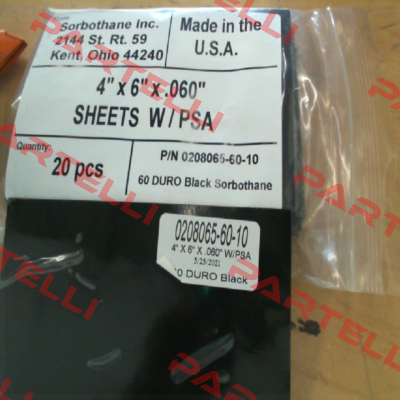 Sorbothane Inc.
2144 St. Rt. 59
Kent, Ohio 44240
Made in the
U.S.A.
4" x 6" x .060"
SHEETS W/PSA
Quantity:
20 pcs
P/N 0208065-60-10
60 DURO Black Sorbothane
0208065-60-10
4" X 6" X .060" W/PSA
5/25/2021
60 DURO Black
PARTELLI
PARTELLI
PARTELLI